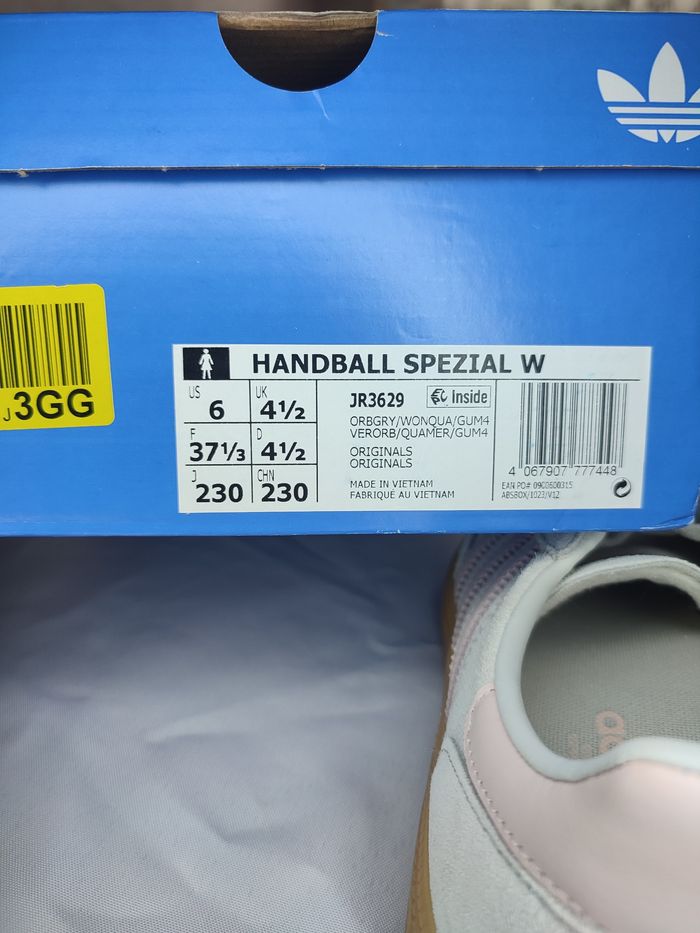 J 3GG
HANDBALL SPEZIAL W
US 6 UK 4½
F 37⅓ D 4½
J 230 CHN 230
JR3629 Inside
ORBGRY/WONQUA/GUM4
VERORB/QUAMER/GUM4
ORIGINALS
ORIGINALS
MADE IN VIETNAM
FABRIQUÉ AU VIETNAM
4 067907 777448
EAN PO# 0900600315
ABSBOX/1023/V12